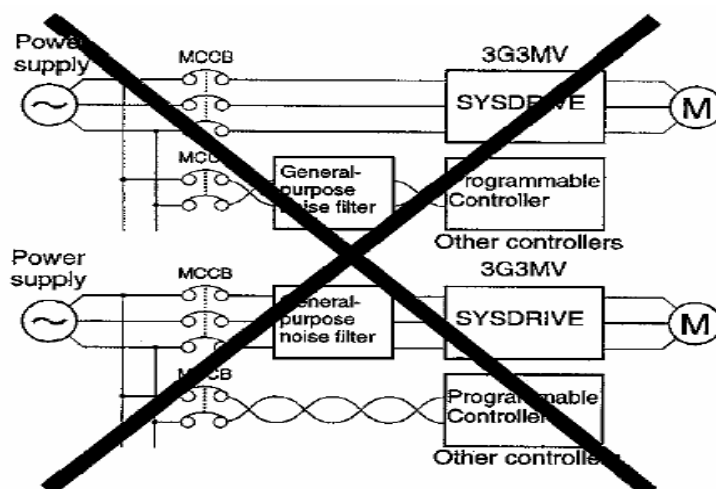 Power
supply
MCCB
3G3MV
SYSDRIVE
M
MCCB
General-
purpose
noise filter
Programmable
Controller
Other controllers
Power
supply
MCCB
3G3MV
General-
purpose
noise filter
SYSDRIVE
M
MCCB
Programmable
Controller
Other controllers